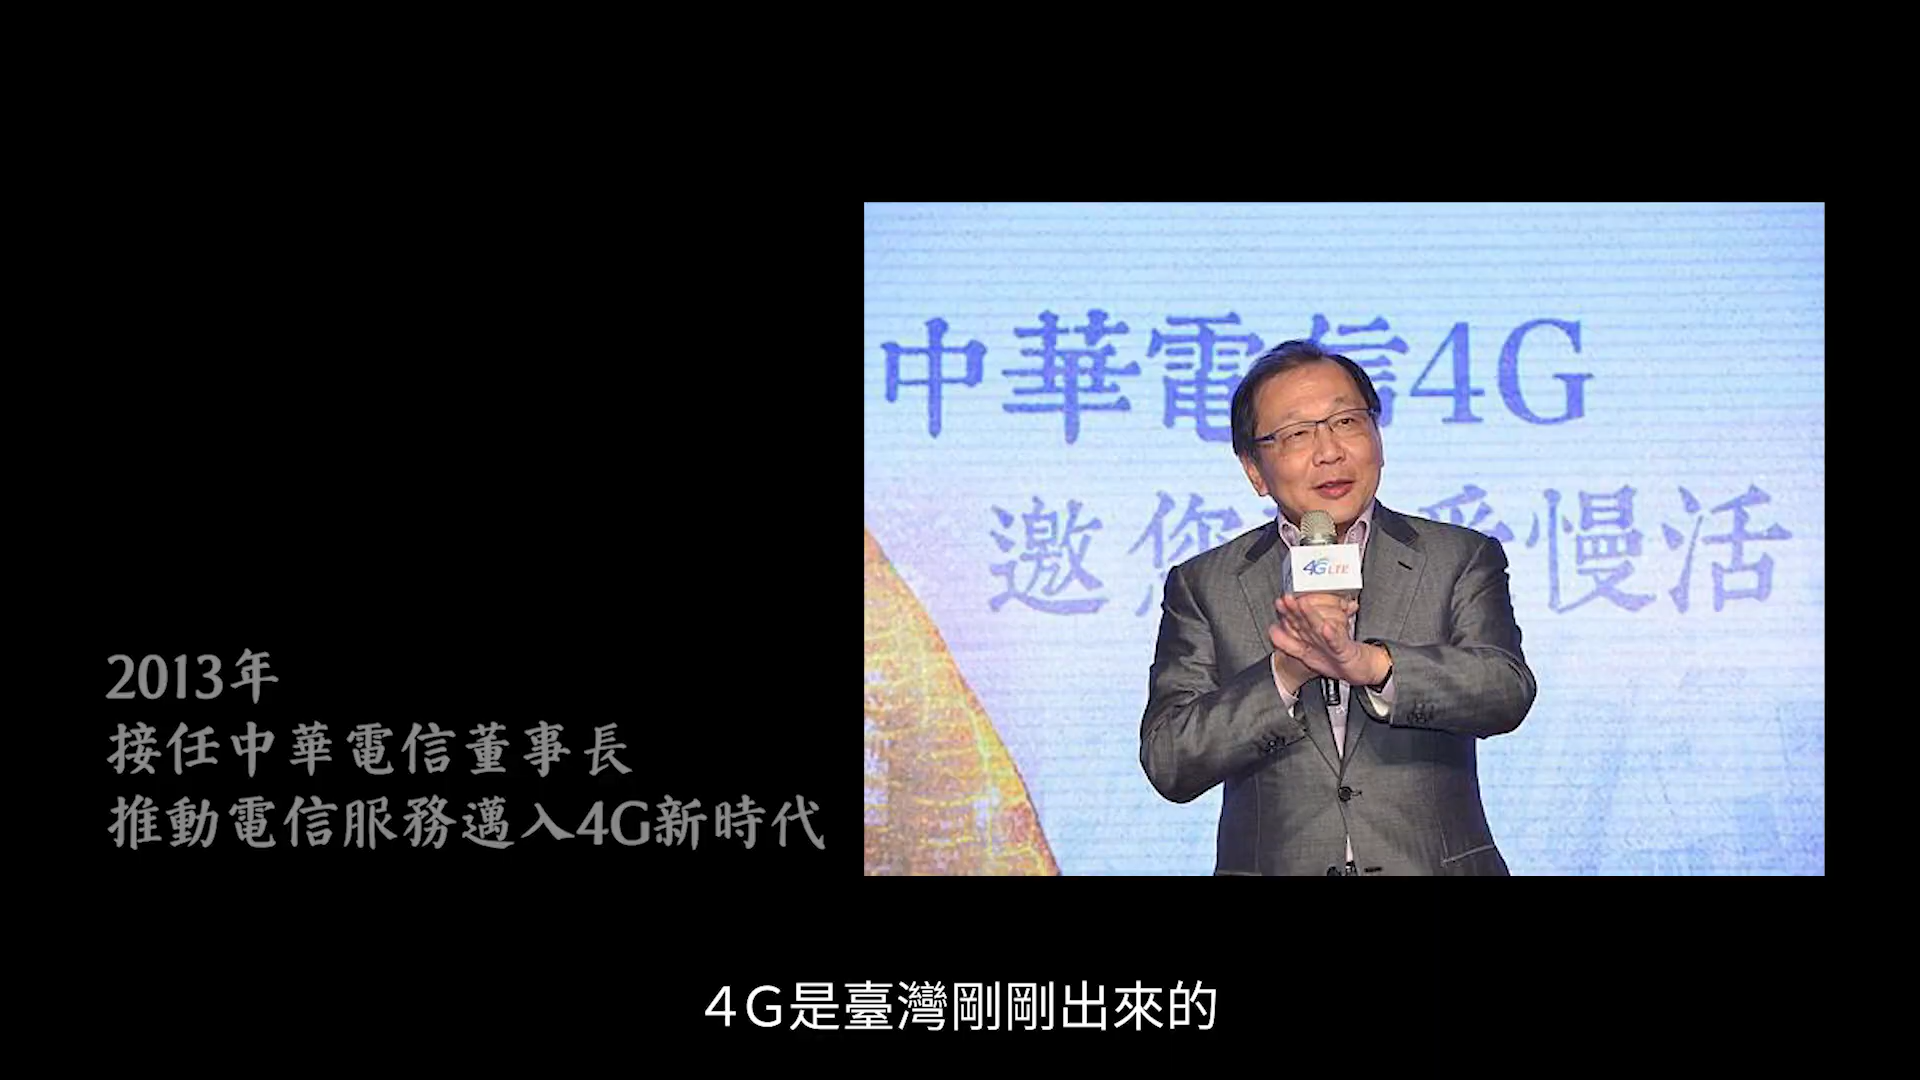 中華電信4G
邀您 受慢活
4G LTE
2013年
接任中華電信董事長
推動電信服務邁入4G新時代
4G是臺灣剛剛出來的